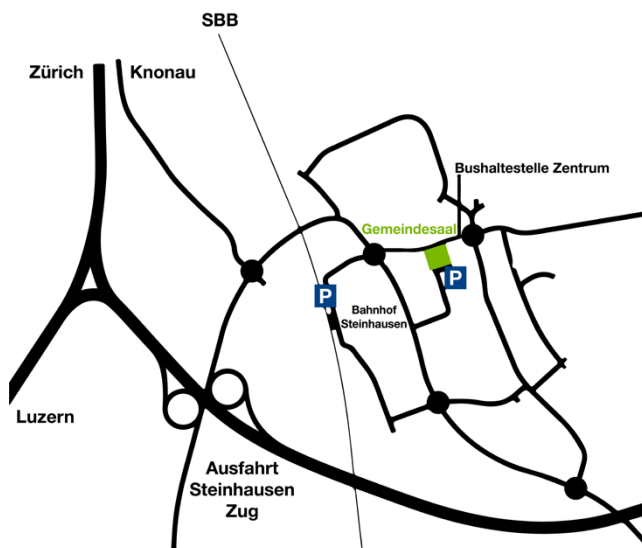 SBB
Zürich
Knonau
Bushaltestelle Zentrum
Gemeindesaal
P
P
Bahnhof
Steinhausen
Luzern
Ausfahrt
Steinhausen
Zug